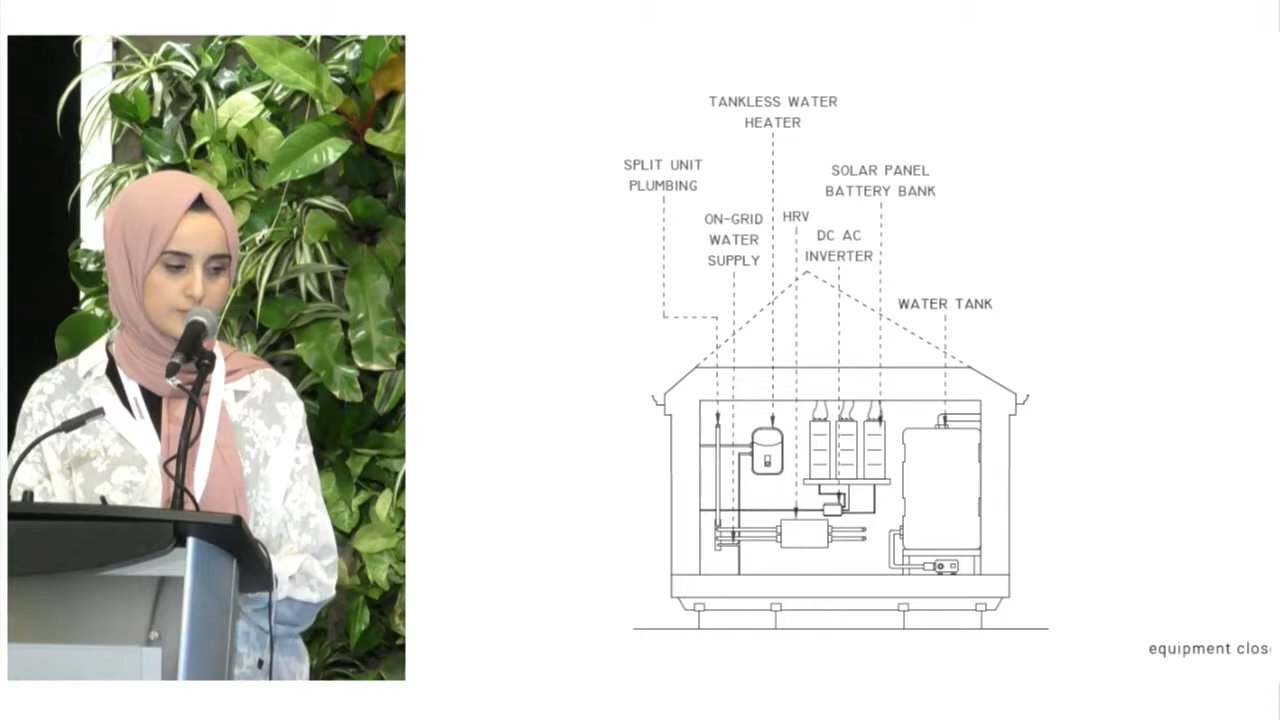 TANKLESS WATER
HEATER
SPLIT UNIT
PLUMBING
SOLAR PANEL
BATTERY BANK
ON-GRID
WATER
SUPPLY
HRV
DC AC
INVERTER
WATER TANK
equipment clos